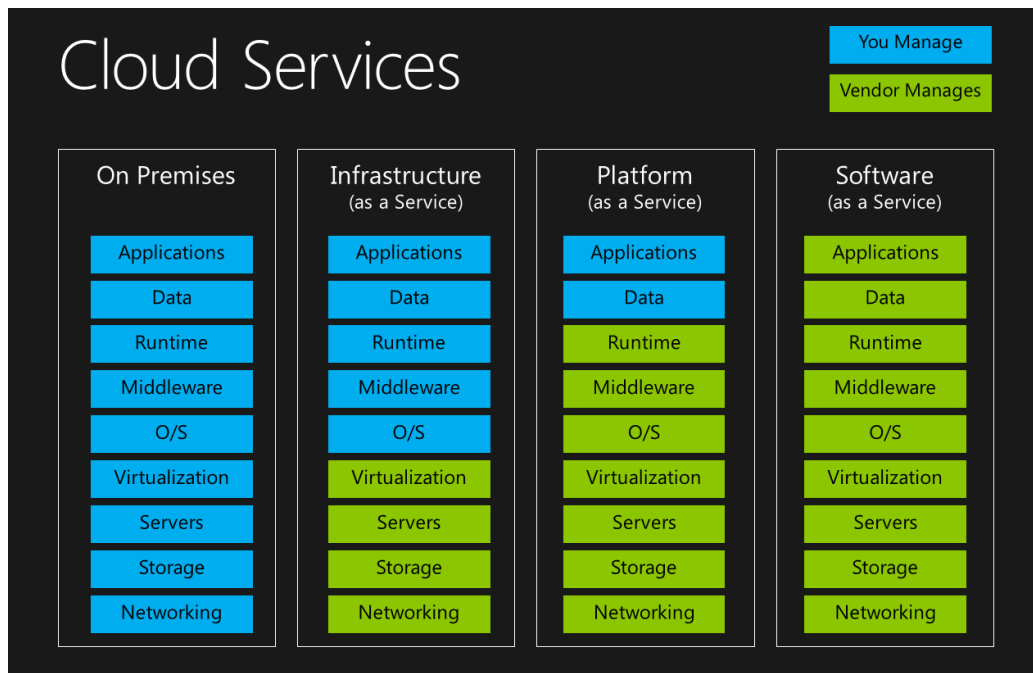 Cloud Services
You Manage
Vendor Manages
On Premises
Applications
Data
Runtime
Middleware
O/S
Virtualization
Servers
Storage
Networking
Infrastructure
(as a Service)
Applications
Data
Runtime
Middleware
O/S
Virtualization
Servers
Storage
Networking
Platform
(as a Service)
Applications
Data
Runtime
Middleware
O/S
Virtualization
Servers
Storage
Networking
Software
(as a Service)
Applications
Data
Runtime
Middleware
O/S
Virtualization
Servers
Storage
Networking